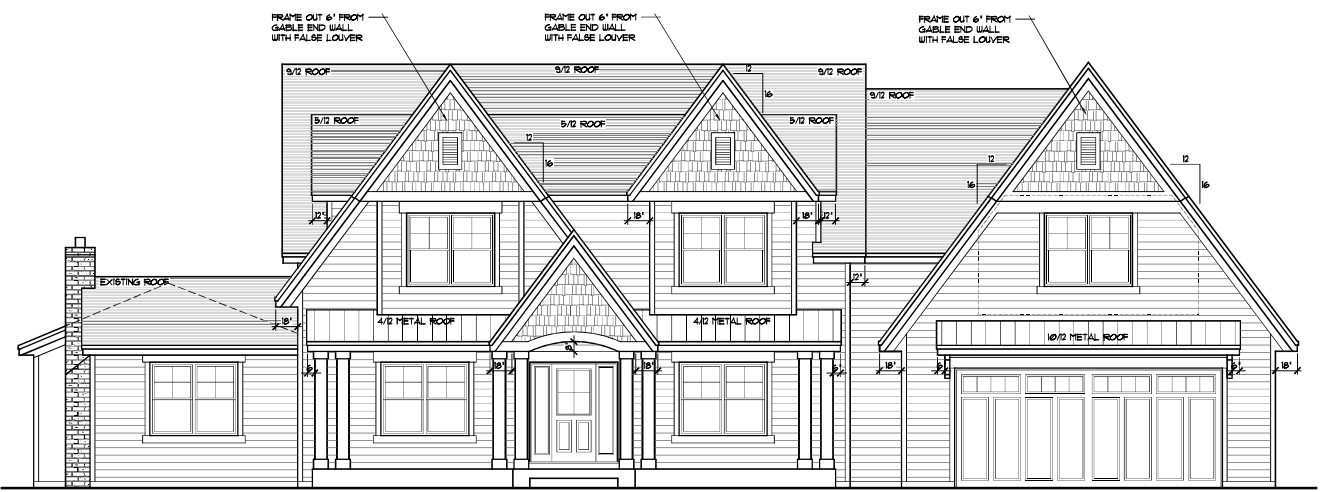 FRAME OUT 6" FROM
GABLE END WALL
WITH FALSE LOUVER
FRAME OUT 6" FROM
GABLE END WALL
WITH FALSE LOUVER
FRAME OUT 6" FROM
GABLE END WALL
WITH FALSE LOUVER
9/12 ROOF
9/12 ROOF
12
9/12 ROOF
16
9/12 ROOF
5/12 ROOF
5/12 ROOF
5/12 ROOF
12
16
12
16
12
16
12"
18"
18"
12"
12"
EXISTING ROOF
18"
4/12 METAL ROOF
4/12 METAL ROOF
10/12 METAL ROOF
8"
6"
18"
18"
6"
18"
6"
6"
18"